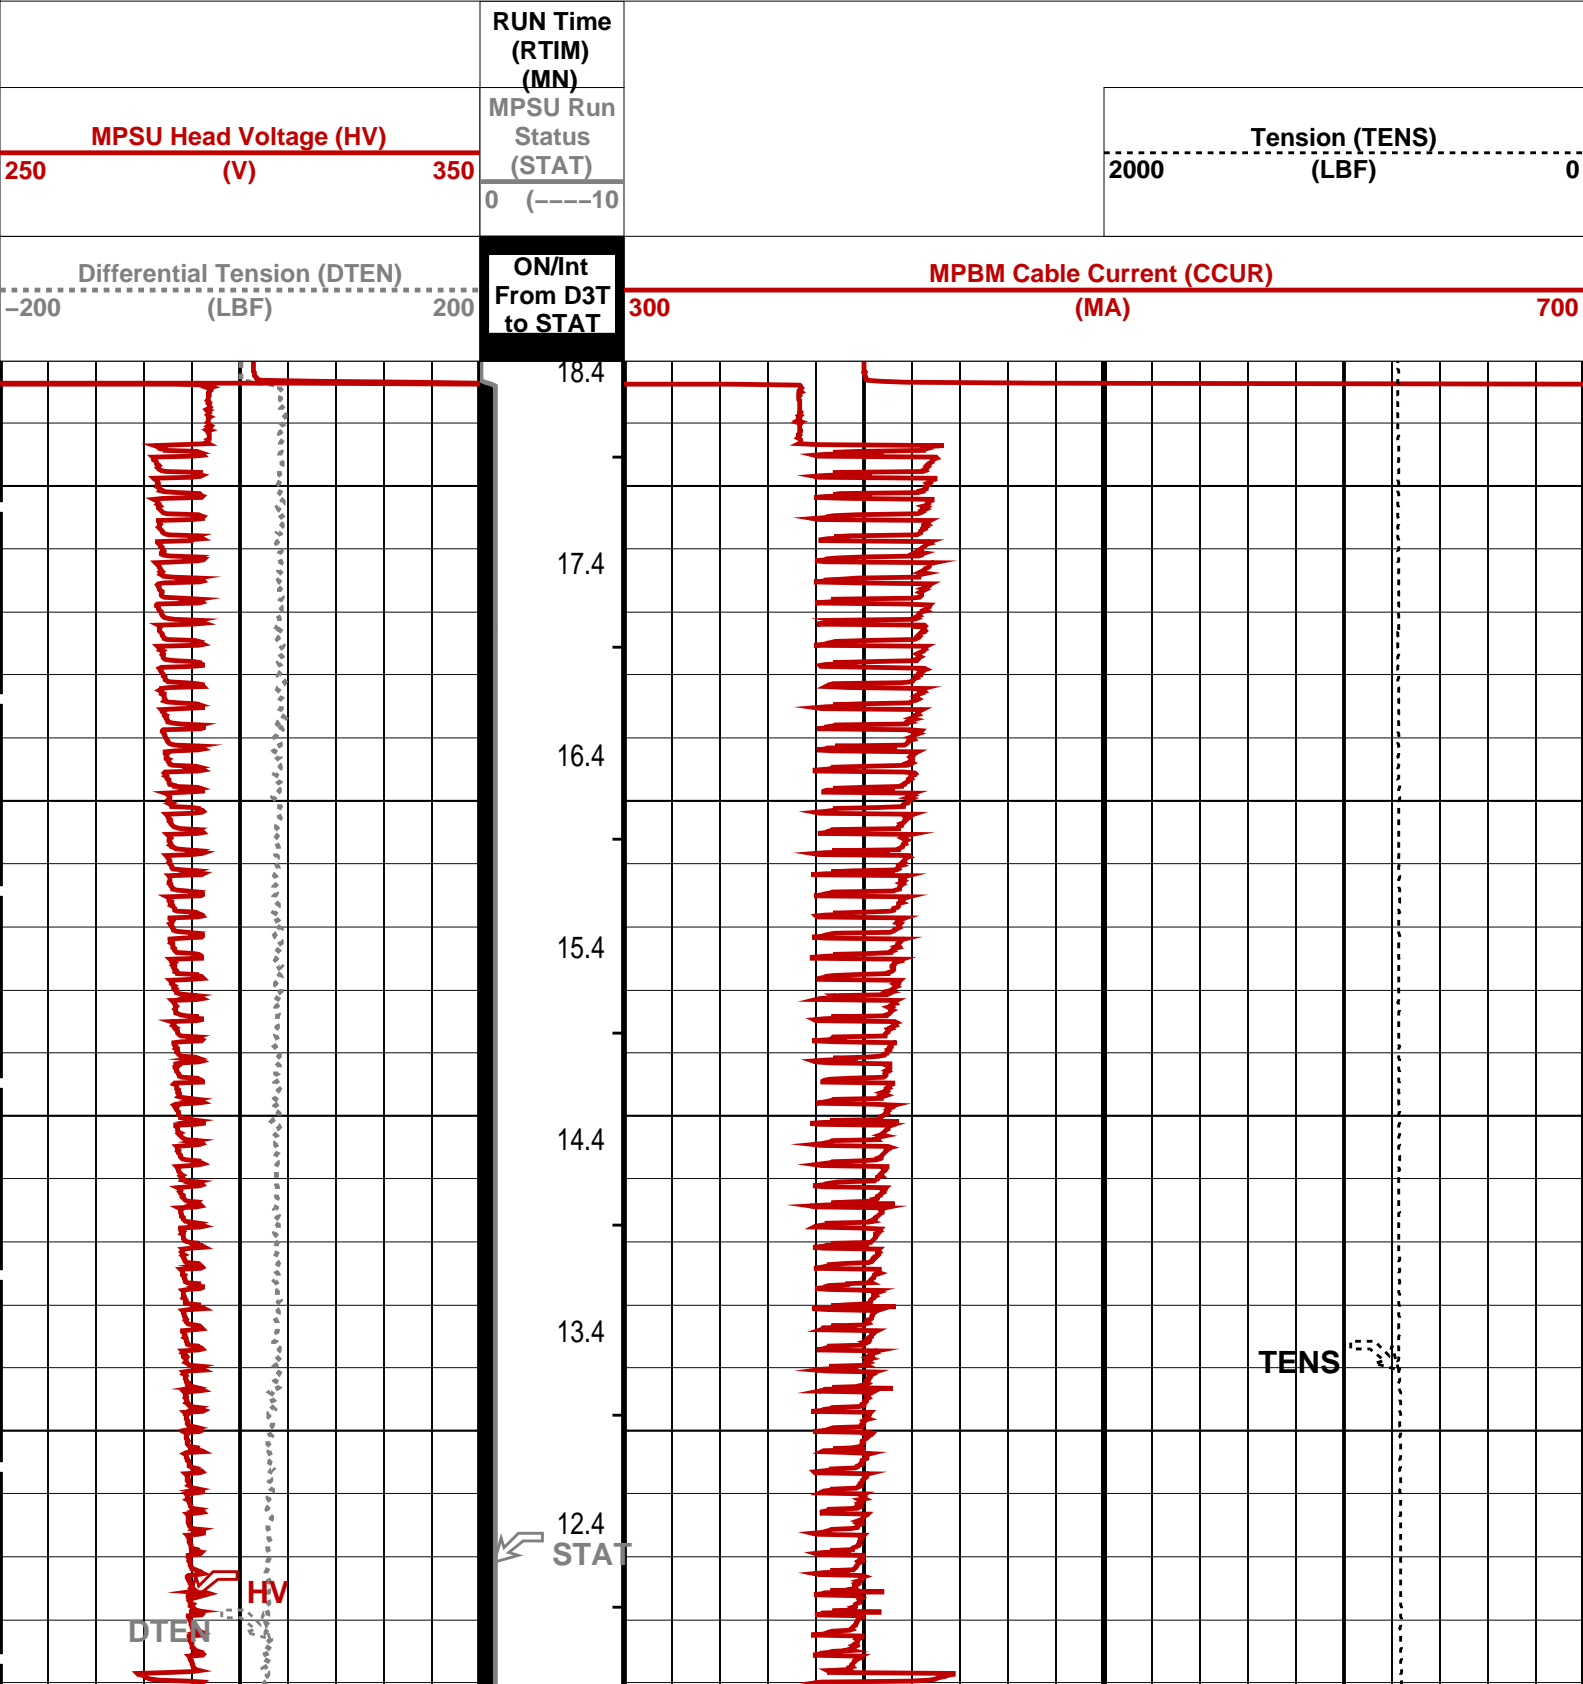 RUN Time
(RTIM)
(MN)
MPSU Head Voltage (HV)
250 (V) 350
MPSU Run
Status
(STAT)
0 (----10
Tension (TENS)
2000 (LBF) 0
Differential Tension (DTEN)
-200 (LBF) 200
ON/Int
From D3T
to STAT
MPBM Cable Current (CCUR)
300 (MA) 700
18.4
17.4
16.4
15.4
14.4
13.4
TENS
12.4
STAT
HV
DTEN